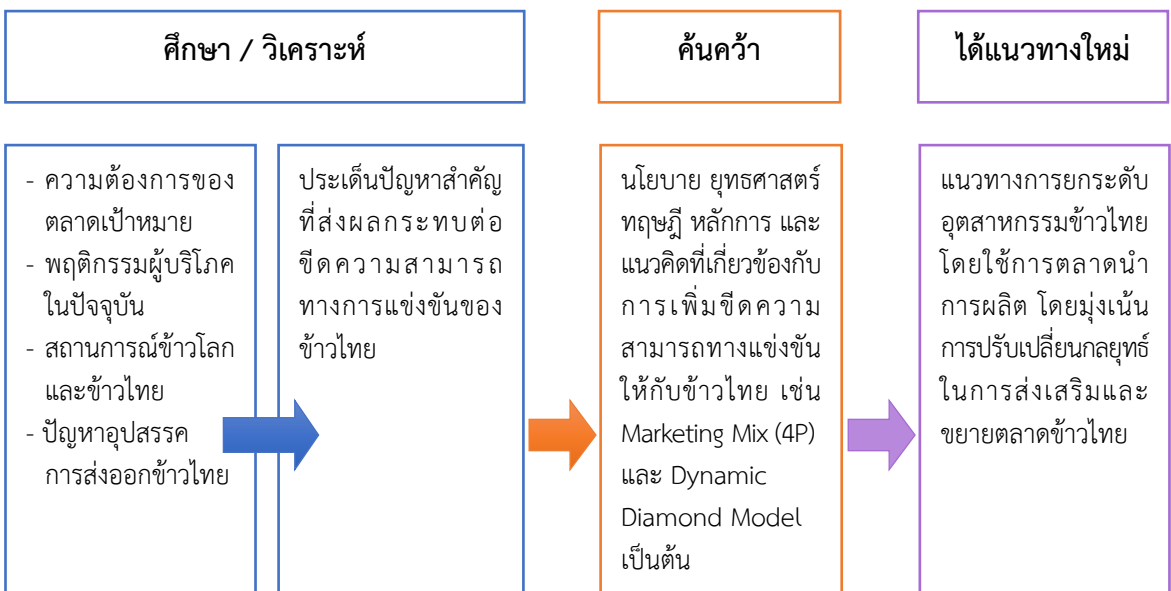 ศึกษา / วิเคราะห์
ค้นคว้า
ได้แนวทางใหม่
- ความต้องการของ
ตลาดเป้าหมาย
- พฤติกรรมผู้บริโภค
ในปัจจุบัน
- สถานการณ์ข้าวโลก
และข้าวไทย
- ปัญหาอุปสรรค
การส่งออกข้าวไทย
ประเด็นปัญหาสำคัญ
ที่ส่งผลกระทบต่อ
ขีดความสามารถ
ทางการแข่งขันของ
ข้าวไทย
นโยบาย ยุทธศาสตร์
ทฤษฎี หลักการ และ
แนวคิดที่เกี่ยวข้องกับ
การเพิ่มขีดความ
สามารถทางแข่งขัน
ให้กับข้าวไทย เช่น
Marketing Mix (4P)
และ Dynamic
Diamond Model
เป็นต้น
แนวทางการยกระดับ
อุตสาหกรรมข้าวไทย
โดยใช้การตลาดนำ
การผลิต โดยมุ่งเน้น
การปรับเปลี่ยนกลยุทธ์
ในการส่งเสริมและ
ขยายตลาดข้าวไทย